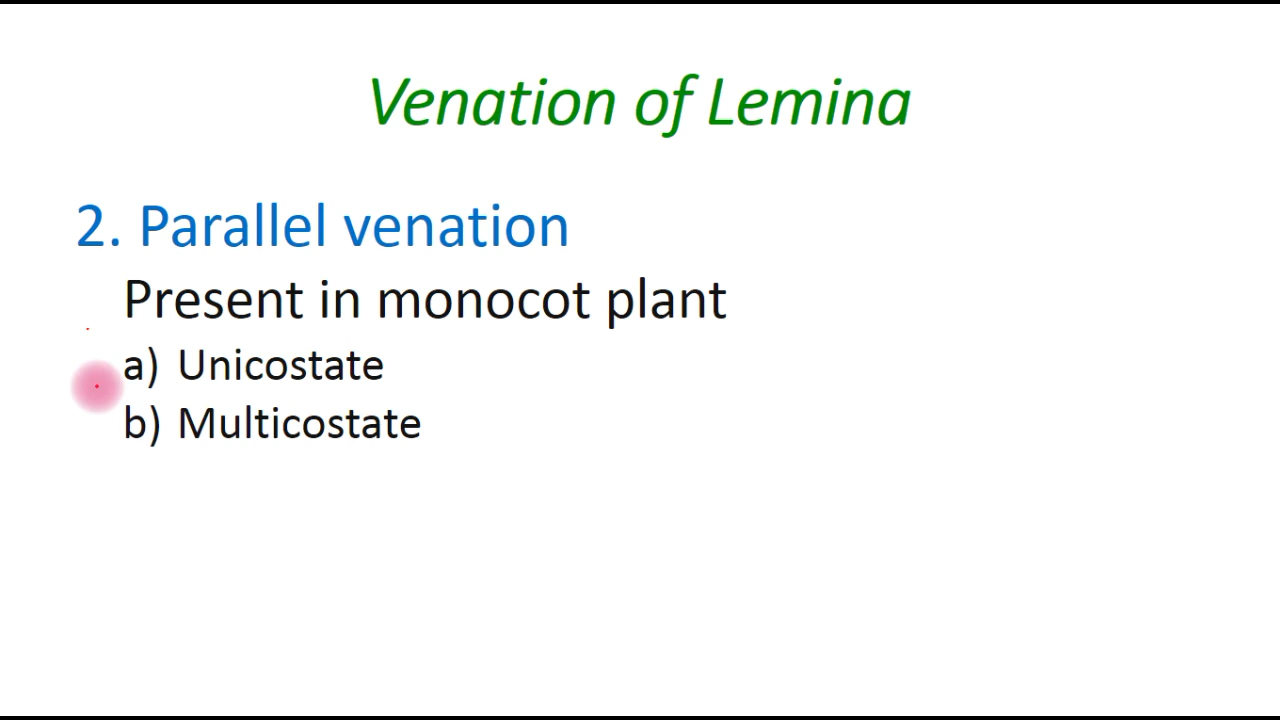 Venation of Lemina
2. Parallel venation
Present in monocot plant
a) Unicostate
b) Multicostate